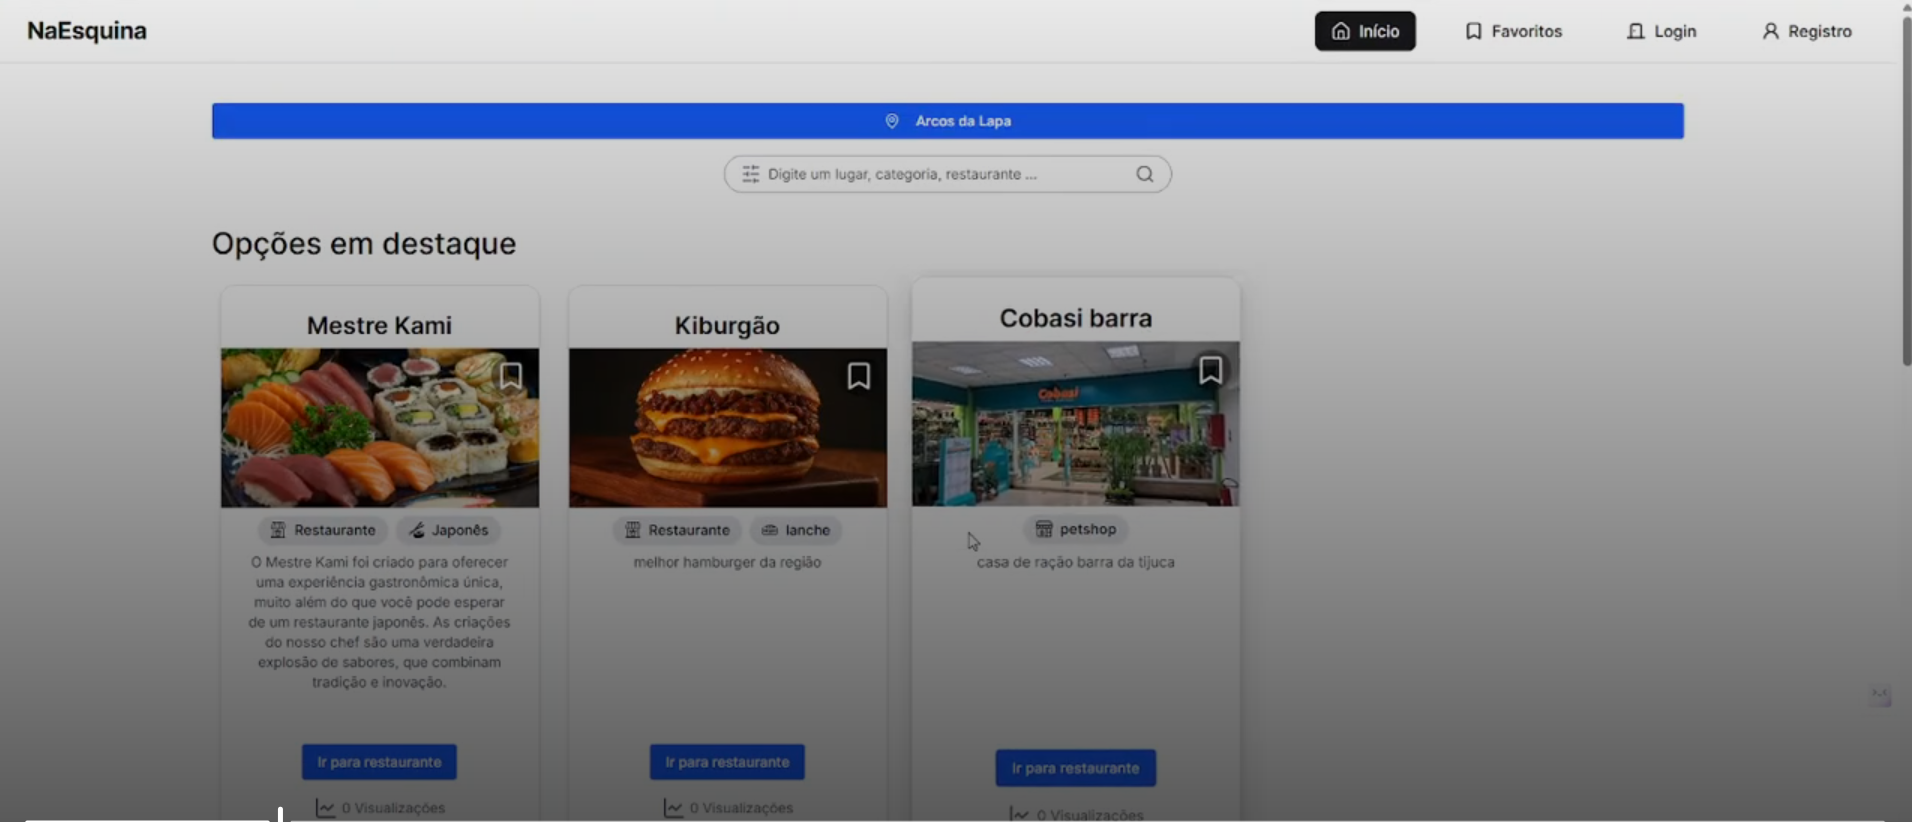 NaEsquina
Início
Favoritos
Login
Registro
Arcos da Lapa
Digite um lugar, categoria, restaurante ...
Opções em destaque
Mestre Kami
Restaurante
Japonês
O Mestre Kami foi criado para oferecer
uma experiência gastronômica única,
muito além do que você pode esperar
de um restaurante japonês. As criações
do nosso chef são uma verdadeira
explosão de sabores, que combinam
tradição e inovação.
Ir para restaurante
0 Visualizações
Kiburgão
Restaurante
lanche
melhor hamburger da região
Ir para restaurante
0 Visualizações
Cobasi barra
Cobasi
petshop
casa de ração barra da tijuca
Ir para restaurante
0 Visualizações